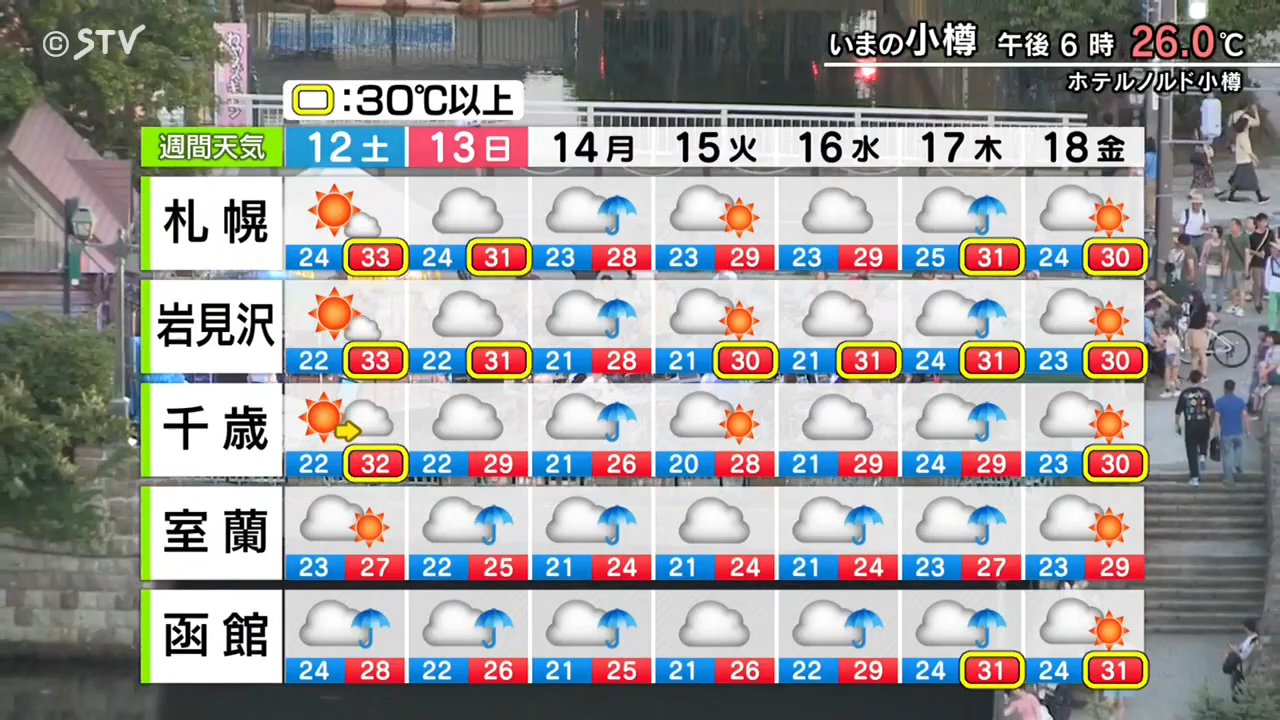 © STV
いまの小樽 午後6時 26.0℃
ホテルノルド小樽
:30℃以上
週間天気 12土 13日 14月 15火 16水 17木 18金
札幌 24 33 24 31 23 28 23 29 23 29 25 31 24 30
岩見沢 22 33 22 31 21 28 21 30 21 31 24 31 23 30
千歳 22 32 22 29 21 26 20 28 21 29 24 29 23 30
室蘭 23 27 22 25 21 24 21 24 21 24 23 27 23 29
函館 24 28 22 26 21 25 21 26 22 29 24 31 24 31